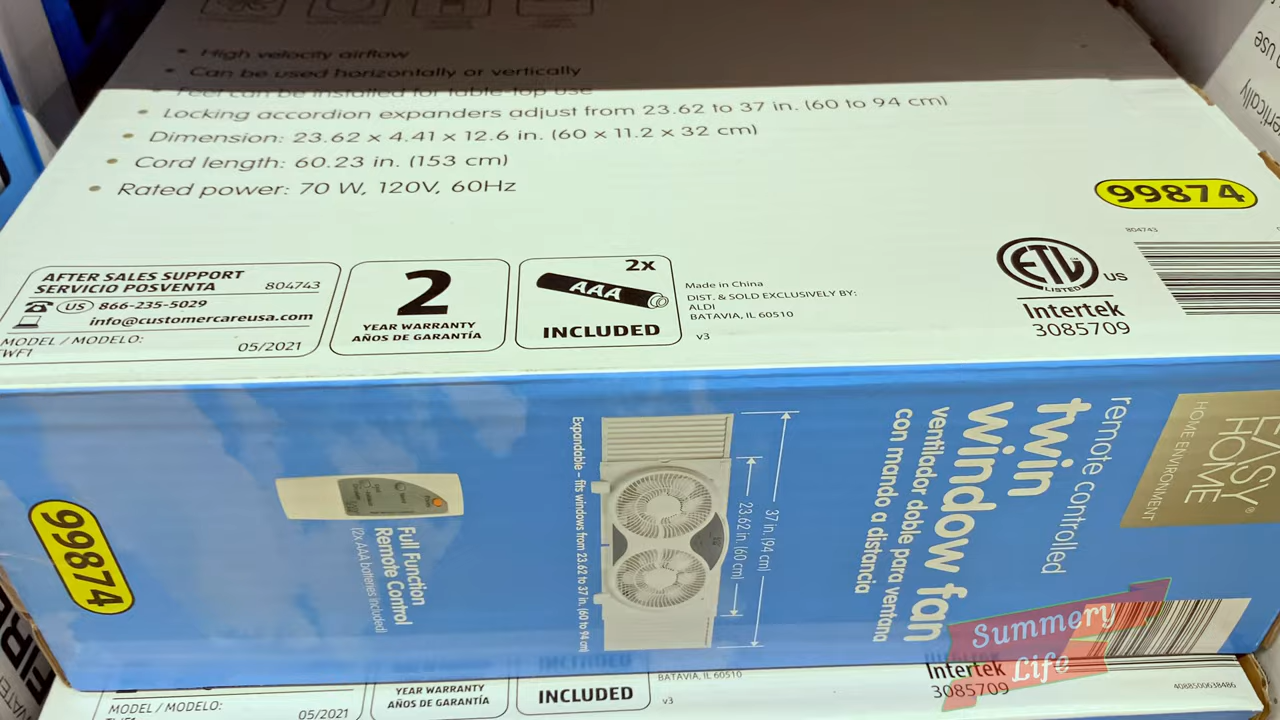 High velocity airflow
Can be used horizontally or vertically
Feet can be installed for table-top use
Locking accordion expanders adjust from 23.62 to 37 in. (60 to 94 cm)
Dimension: 23.62 x 4.41 x 12.6 in. (60 x 11.2 x 32 cm)
Cord length: 60.23 in. (153 cm)
Rated power: 70 W, 120V, 60Hz
99874
804743
AFTER SALES SUPPORT
SERVICIO POSVENTA 804743
US 866-235-5029
info@customercareusa.com
MODEL / MODELO:
TWF1 05/2021
2
YEAR WARRANTY
AÑOS DE GARANTÍA
2x
AAA
INCLUDED
Made in China
DIST. & SOLD EXCLUSIVELY BY:
ALDI
BATAVIA, IL 60510
v3
ETL
LISTED
US
Intertek
3085709
EASY
HOME
HOME ENVIRONMENT
remote controlled
twin
window fan
ventilador doble para ventana
con mando a distancia
37 in. (94 cm)
23.62 in. (60 cm)
Expandable – fits windows from 23.62 to 37 in. (60 to 94 cm)
Full Function
Remote Control
(2x AAA batteries included)
99874
Summery
Life
INCLUDED
BATAVIA, IL 60510
v3
YEAR WARRANTY
AÑOS DE GARANTÍA
MODEL / MODELO:
05/2021
Intertek
3085709
4088500638486
ertically
o use